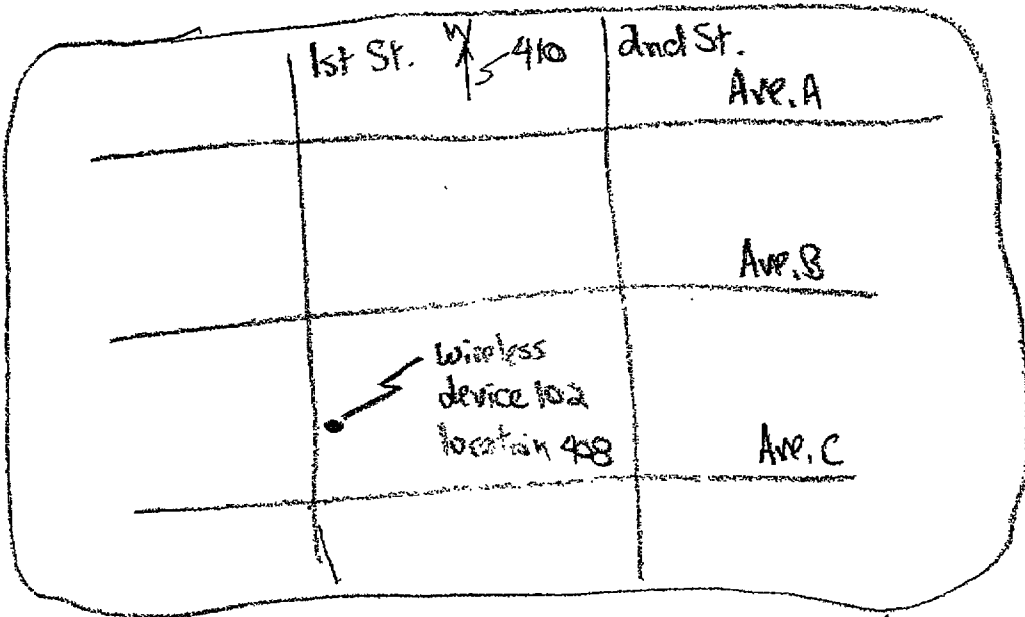 1st St.
N
410
2nd St.
Ave. A
Ave. B
wireless
device 102
location 408
Ave. C